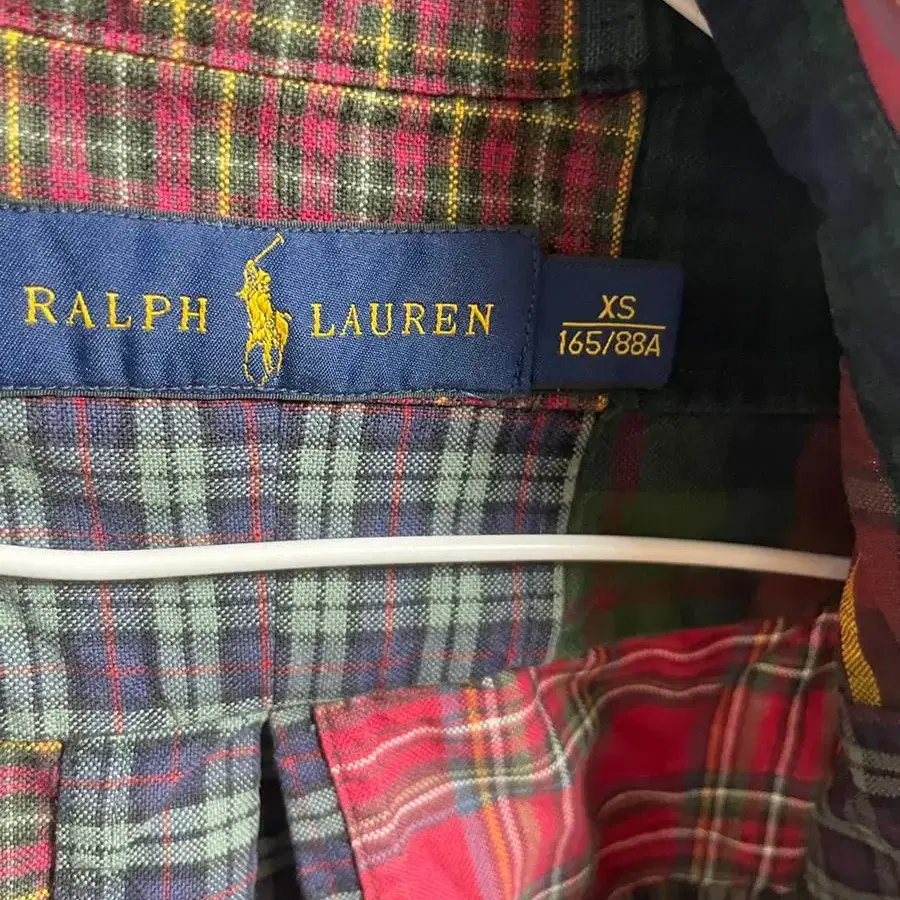 RALPH LAUREN
XS
165/88A